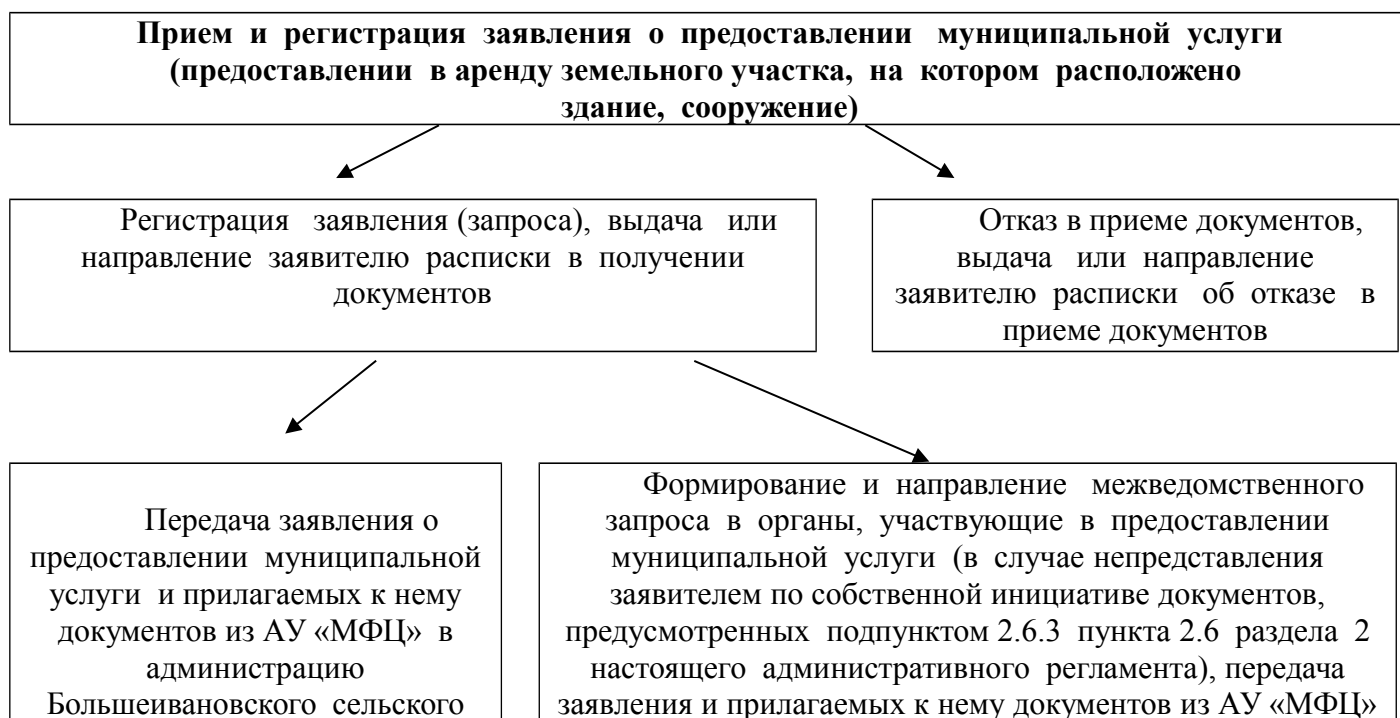 Прием и регистрация заявления о предоставлении муниципальной услуги
(предоставлении в аренду земельного участка, на котором расположено
здание, сооружение)
Регистрация заявления (запроса), выдача или
направление заявителю расписки в получении
документов
Отказ в приеме документов,
выдача или направление
заявителю расписки об отказе в
приеме документов
Передача заявления о
предоставлении муниципальной
услуги и прилагаемых к нему
документов из АУ «МФЦ» в
администрацию
Большеивановского сельского
Формирование и направление межведомственного
запроса в органы, участвующие в предоставлении
муниципальной услуги (в случае непредставления
заявителем по собственной инициативе документов,
предусмотренных подпунктом 2.6.3 пункта 2.6 раздела 2
настоящего административного регламента), передача
заявления и прилагаемых к нему документов из АУ «МФЦ»